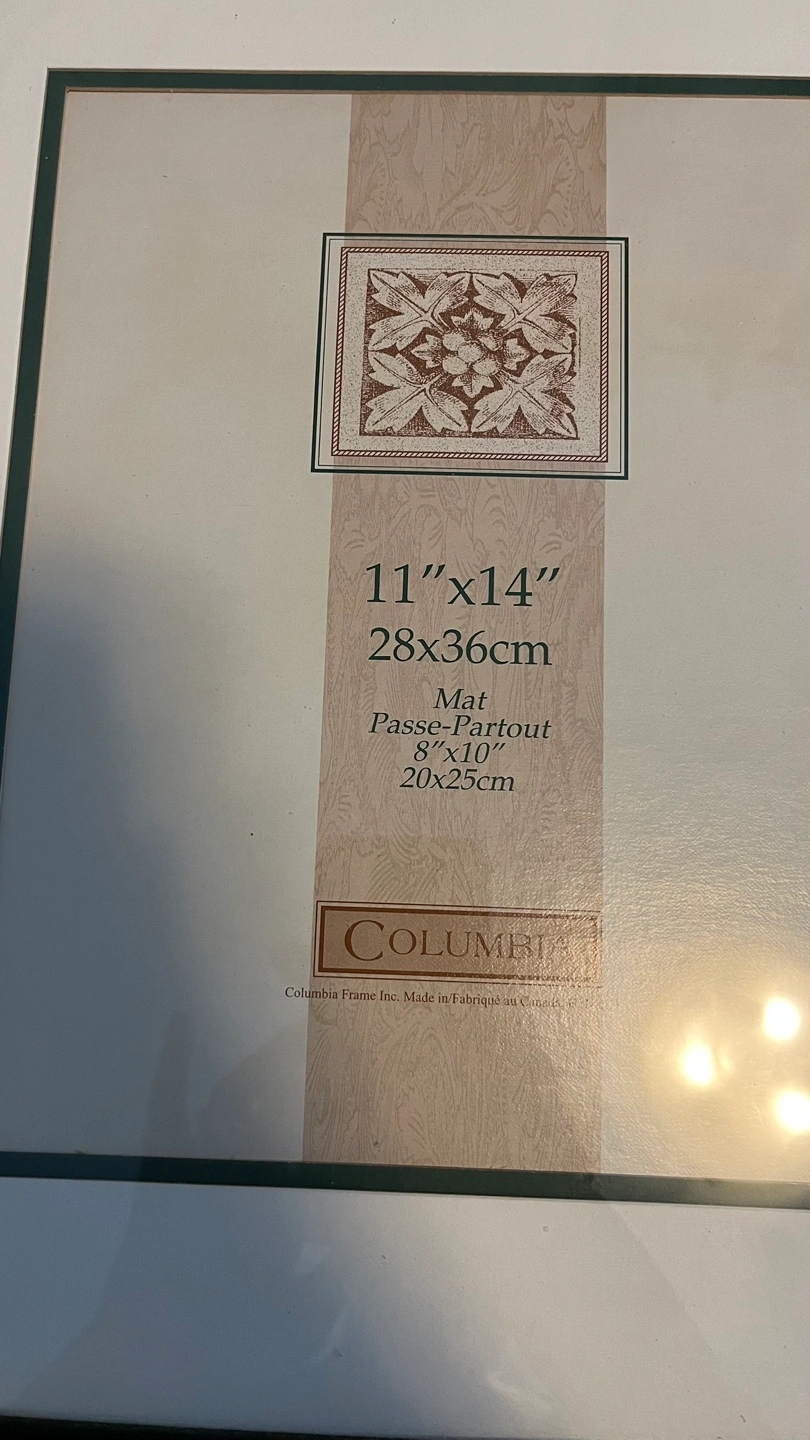 11″x14″
28x36cm
Mat
Passe-Partout
8″x10″
20x25cm
COLUMBIA
Columbia Frame Inc. Made in/Fabriqué au Canada.